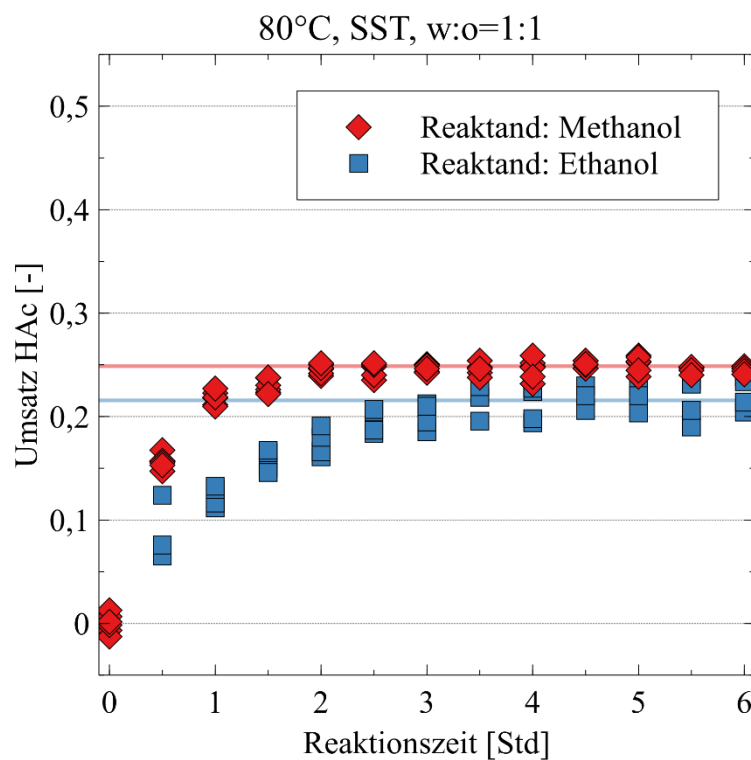 80°C, SST, w:o=1:1
Reaktand: Methanol
Reaktand: Ethanol
Umsatz HAc [-]
0,5
0,4
0,3
0,2
0,1
0
0 1 2 3 4 5 6
Reaktionszeit [Std]